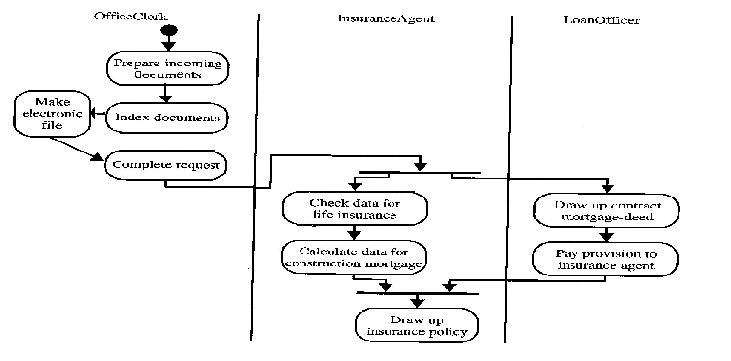 OfficeClerk
InsuranceAgent
LoanOfficer
Prepare incoming
documents
Index documents
Make
electronic
file
Complete request
Check data for
life insurance
Calculate data for
construction mortgage
Draw up contract
mortgage-deed
Pay provision to
insurance agent
Draw up
insurance policy